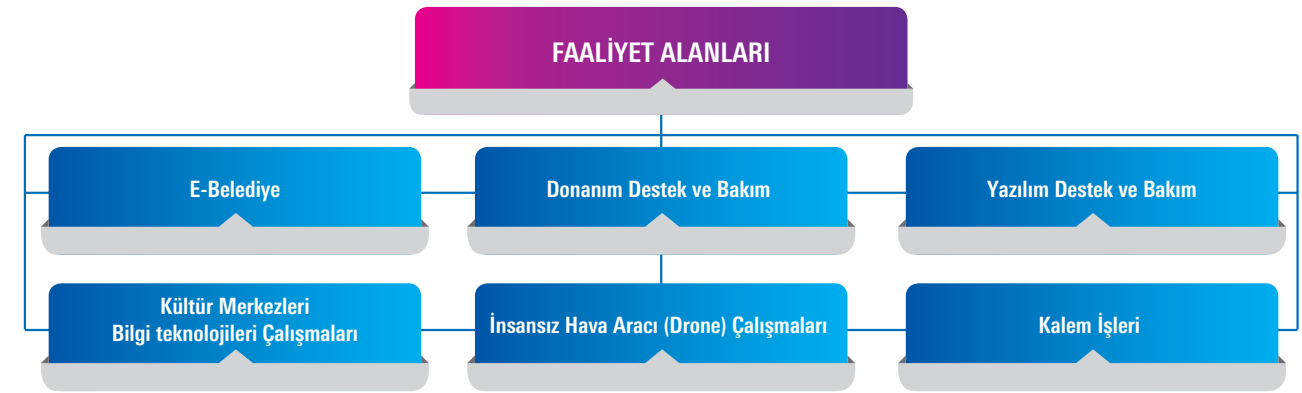 FAALİYET ALANLARI
E-Belediye
Donanım Destek ve Bakım
Yazılım Destek ve Bakım
Kültür Merkezleri
Bilgi teknolojileri Çalışmaları
İnsansız Hava Aracı (Drone) Çalışmaları
Kalem İşleri